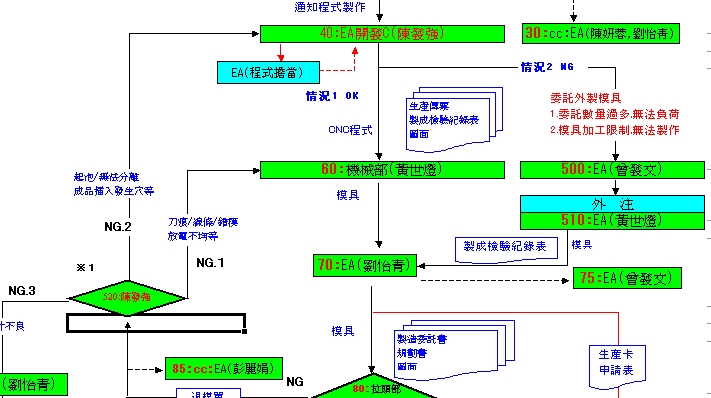 通知程式製作
40:EA開發C(陳發強)
30:cc:EA(陳妍蓉,劉怡青)
EA(程式擔當)
情況2 NG
情況1 OK
生產傳票
製成檢驗紀錄表
圖面
委託外製模具
1.委託數量過多,無法負荷
2.模具加工限制,無法製作
CNC程式
60:機械部(黃世燈)
500:EA(曾發文)
起泡/無法分離
成品插入發生穴等
模具
外 注
510:EA(黃世燈)
刀痕/線條/縮模
放電不均等
NG.2
製成檢驗紀錄表
模具
NG.1
70:EA(劉怡青)
※1
75:EA(曾發文)
NG.3
520:陳發強
計不良
模具
製造委託書
規劃書
圖面
生產卡
申請表
85:cc:EA(彭麗娟)
NG
(劉怡青)
80:拉頭部
退模單